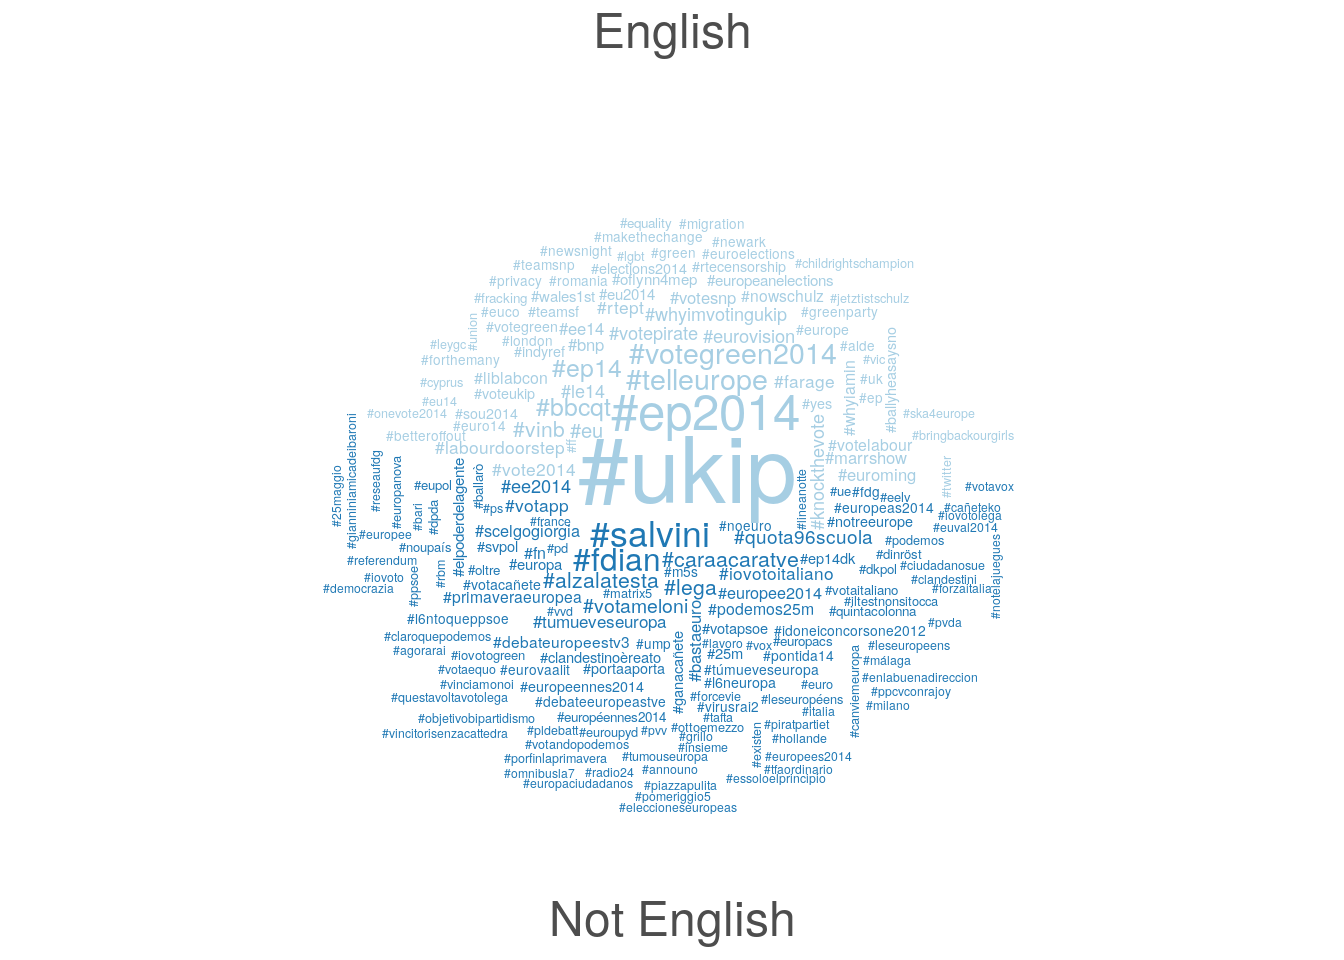 English
#equality #migration
#makethechange #newark
#newsnight #lgbt #green #euroelections
#teamsnp #elections2014 #rtecensorship #childrightschampion
#privacy #romania #oflynn4mep #europeanelections
#fracking #wales1st #eu2014 #votesnp #nowschulz #jetztistschulz
#euco #teamsf #rtept #whyimvotingukip #greenparty
#union #votegreen #ee14 #votepirate #eurovision #europe
#leygc #london #indyref #bnp #votegreen2014 #alde #ballyheasaysno
#forthemany #ep14 #vic
#cyprus #liblabcon #telleurope #farage #whylamin #uk
#eu14 #voteukip #ie14 #ep
#onevote2014 #sou2014 #bbcqt #ep2014 #yes #ska4europe
#betteroffout #euro14 #vinb #eu #bringbackourgirls
#labourdoorstep #ff #knockthevote #votelabour
#vote2014 #ukip #marrshow
#euroming #twitter
#25maggio #gianniniamicadeibaroni #reseaufdg #europanova #eupol #elpoderdelagente #ballarò #ee2014 #lineanotte #ue #fdg #eelv #votavox
#bari #dpda #ps #votapp #europeas2014 #cañeteko
#europee #scelgogiorgia #france #salvini #noeuro #notreeurope #iovotolega
#euval2014
#noupaís #svpol #fn #pd #quota96scuola #podemos #notelajuegues
#referendum #rbm #europa #fdian #caraacaratve #ep14dk #dinröst
#iovoto #ppsoe #oltre #m5s #iovotoitaliano #dkpol #ciudadanosue
#democrazia #votacañete #alzalatesta #lega #clandestini
#primaveraeuropea #matrix5 #europee2014 #votaitaliano #forzaitalia
#vvd #votameloni #bastaeuro #podemos25m #iltestnonsitocca
#l6ntoqueppsoe #tumueveseuropa #quintacolonna
#claroquepodemos #votapsoe #idoneiconcorsone2012 #pvda
#agorarai #debateuropeestv3 #ump #ganacañete #lavoro #vox #europacs #leseuropeens
#iovotogreen #clandestinoèreato #25m #pontida14 #canviemeuropa #málaga
#votaequo #eurovaalit #portaaporta #túmueveseuropa
#vinciamonoi #europeennes2014 #l6neuropa #euro #enlabuenadireccion
#questavoltavotolega #debateeuropeastve #forcevie #leseuropéens #ppcvconrajoy
#virusrai2 #italia #milano
#objetivobipartidismo #européennes2014 #tafta #piratpartiet
#vincitorisenzacattedra #pldebatt #euroupyd #pvv #ottoemezzo #existen #hollande
#votandopodemos #grillo
#insieme
#porfinlaprimavera #tumouseuropa #europees2014
#omnibusla7 #radio24 #announo #tfaordinario
#europaciudadanos #piazzapulita #essoloelprincipio
#pomeriggio5
#eleccioneseuropeas
Not English